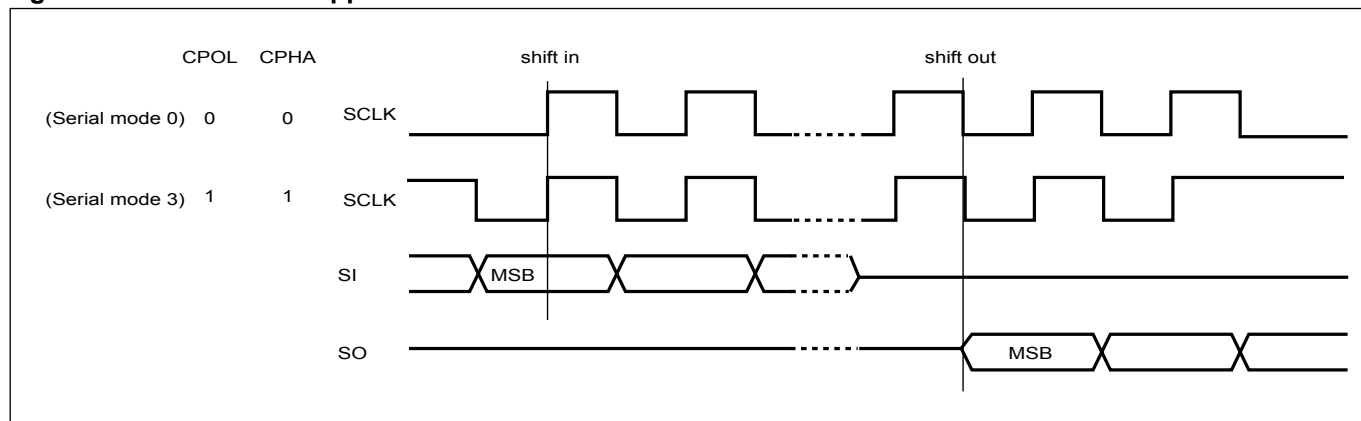 CPOL CPHA shift in shift out
(Serial mode 0) 0 0 SCLK
(Serial mode 3) 1 1 SCLK
SI MSB
SO MSB